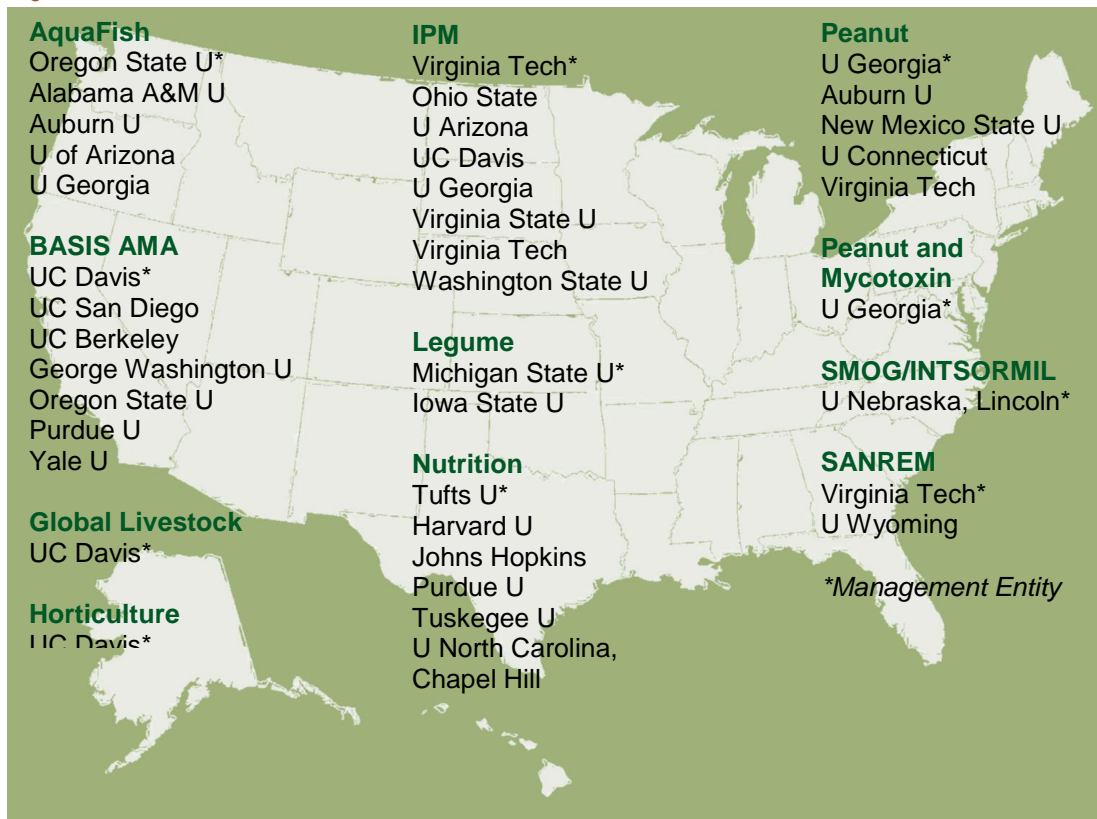 AquaFish
Oregon State U*
Alabama A&M U
Auburn U
U of Arizona
U Georgia
BASIS AMA
UC Davis*
UC San Diego
UC Berkeley
George Washington U
Oregon State U
Purdue U
Yale U
Global Livestock
UC Davis*
Horticulture
UC Davis*
IPM
Virginia Tech*
Ohio State
U Arizona
UC Davis
U Georgia
Virginia State U
Virginia Tech
Washington State U
Legume
Michigan State U*
Iowa State U
Nutrition
Tufts U*
Harvard U
Johns Hopkins
Purdue U
Tuskegee U
U North Carolina,
Chapel Hill
Peanut
U Georgia*
Auburn U
New Mexico State U
U Connecticut
Virginia Tech
Peanut and
Mycotoxin
U Georgia*
SMOG/INTSORMIL
U Nebraska, Lincoln*
SANREM
Virginia Tech*
U Wyoming
*Management Entity